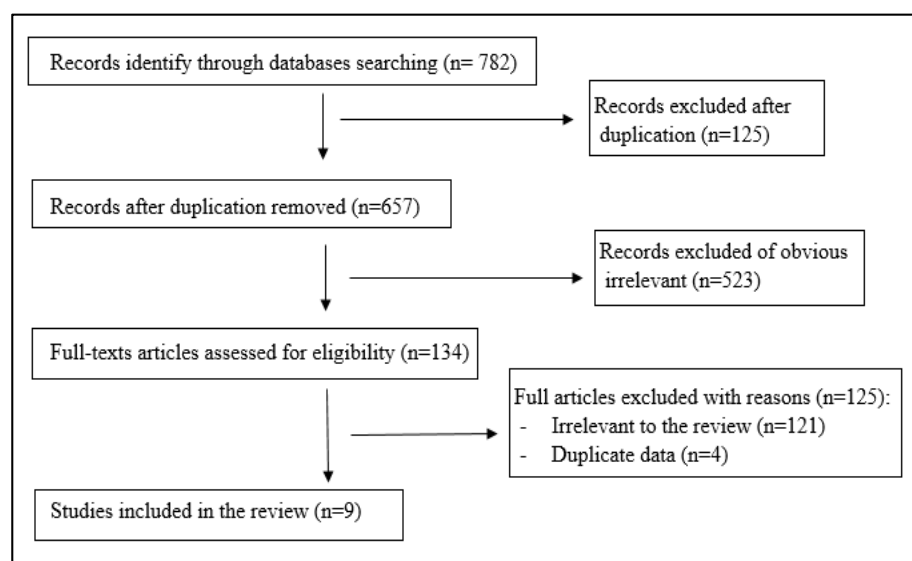 Records identify through databases searching (n= 782)
Records excluded after
duplication (n=125)
Records after duplication removed (n=657)
Records excluded of obvious
irrelevant (n=523)
Full-texts articles assessed for eligibility (n=134)
Full articles excluded with reasons (n=125):
- Irrelevant to the review (n=121)
- Duplicate data (n=4)
Studies included in the review (n=9)